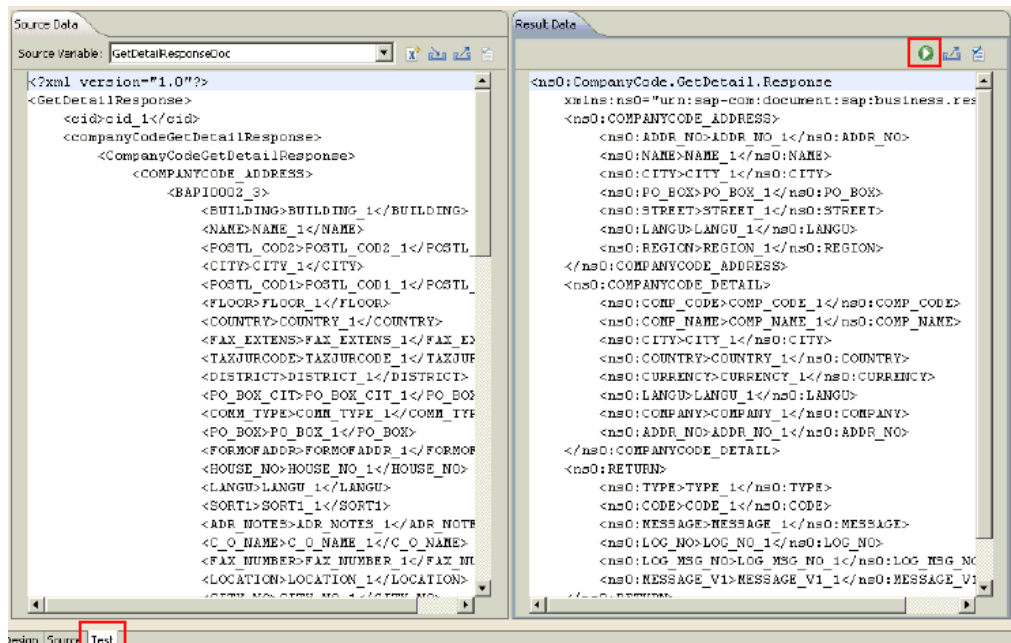 Source Data
Source Variable: GetDetailResponseDoc
<?xml version="1.0"?>
<GetDetailResponse>
<cid>cid_1</cid>
<companyCodeGetDetailResponse>
<CompanyCodeGetDetailResponse>
<COMPANYCODE_ADDRESS>
<BAPI0002_3>
<BUILDING>BUILDING_1</BUILDING>
<NAME>NAME_1</NAME>
<POSTL_COD2>POSTL_COD2_1</POSTL_
<CITY>CITY_1</CITY>
<POSTL_COD1>POSTL_COD1_1</POSTL_
<FLOOR>FLOOR_1</FLOOR>
<COUNTRY>COUNTRY_1</COUNTRY>
<FAX_EXTENS>FAX_EXTENS_1</FAX_EX
<TAXJURCODE>TAXJURCODE_1</TAXJUR
<DISTRICT>DISTRICT_1</DISTRICT>
<PO_BOX_CIT>PO_BOX_CIT_1</PO_BOX
<COMM_TYPE>COMM_TYPE_1</COMM_TYP
<PO_BOX>PO_BOX_1</PO_BOX>
<FORMOFADDR>FORMOFADDR_1</FORMOF
<HOUSE_NO>HOUSE_NO_1</HOUSE_NO>
<LANGU>LANGU_1</LANGU>
<SORT1>SORT1_1</SORT1>
<ADR_NOTES>ADR_NOTES_1</ADR_NOTE
<C_O_NAME>C_O_NAME_1</C_O_NAME>
<FAX_NUMBER>FAX_NUMBER_1</FAX_NU
<LOCATION>LOCATION_1</LOCATION>
<CITY_NO>CITY_NO_1</CITY_NO>
Result Data
<ns0:CompanyCode.GetDetail.Response
xmlns:ns0="urn:sap-com:document:sap:business.res
<ns0:COMPANYCODE_ADDRESS>
<ns0:ADDR_NO>ADDR_NO_1</ns0:ADDR_NO>
<ns0:NAME>NAME_1</ns0:NAME>
<ns0:CITY>CITY_1</ns0:CITY>
<ns0:PO_BOX>PO_BOX_1</ns0:PO_BOX>
<ns0:STREET>STREET_1</ns0:STREET>
<ns0:LANGU>LANGU_1</ns0:LANGU>
<ns0:REGION>REGION_1</ns0:REGION>
</ns0:COMPANYCODE_ADDRESS>
<ns0:COMPANYCODE_DETAIL>
<ns0:COMP_CODE>COMP_CODE_1</ns0:COMP_CODE>
<ns0:COMP_NAME>COMP_NAME_1</ns0:COMP_NAME>
<ns0:CITY>CITY_1</ns0:CITY>
<ns0:COUNTRY>COUNTRY_1</ns0:COUNTRY>
<ns0:CURRENCY>CURRENCY_1</ns0:CURRENCY>
<ns0:LANGU>LANGU_1</ns0:LANGU>
<ns0:COMPANY>COMPANY_1</ns0:COMPANY>
<ns0:ADDR_NO>ADDR_NO_1</ns0:ADDR_NO>
</ns0:COMPANYCODE_DETAIL>
<ns0:RETURN>
<ns0:TYPE>TYPE_1</ns0:TYPE>
<ns0:CODE>CODE_1</ns0:CODE>
<ns0:MESSAGE>MESSAGE_1</ns0:MESSAGE>
<ns0:LOG_NO>LOG_NO_1</ns0:LOG_NO>
<ns0:LOG_MSG_NO>LOG_MSG_NO_1</ns0:LOG_MSG_NO
<ns0:MESSAGE_V1>MESSAGE_V1_1</ns0:MESSAGE_V1
</ns0:RETURN>
Design Source Test